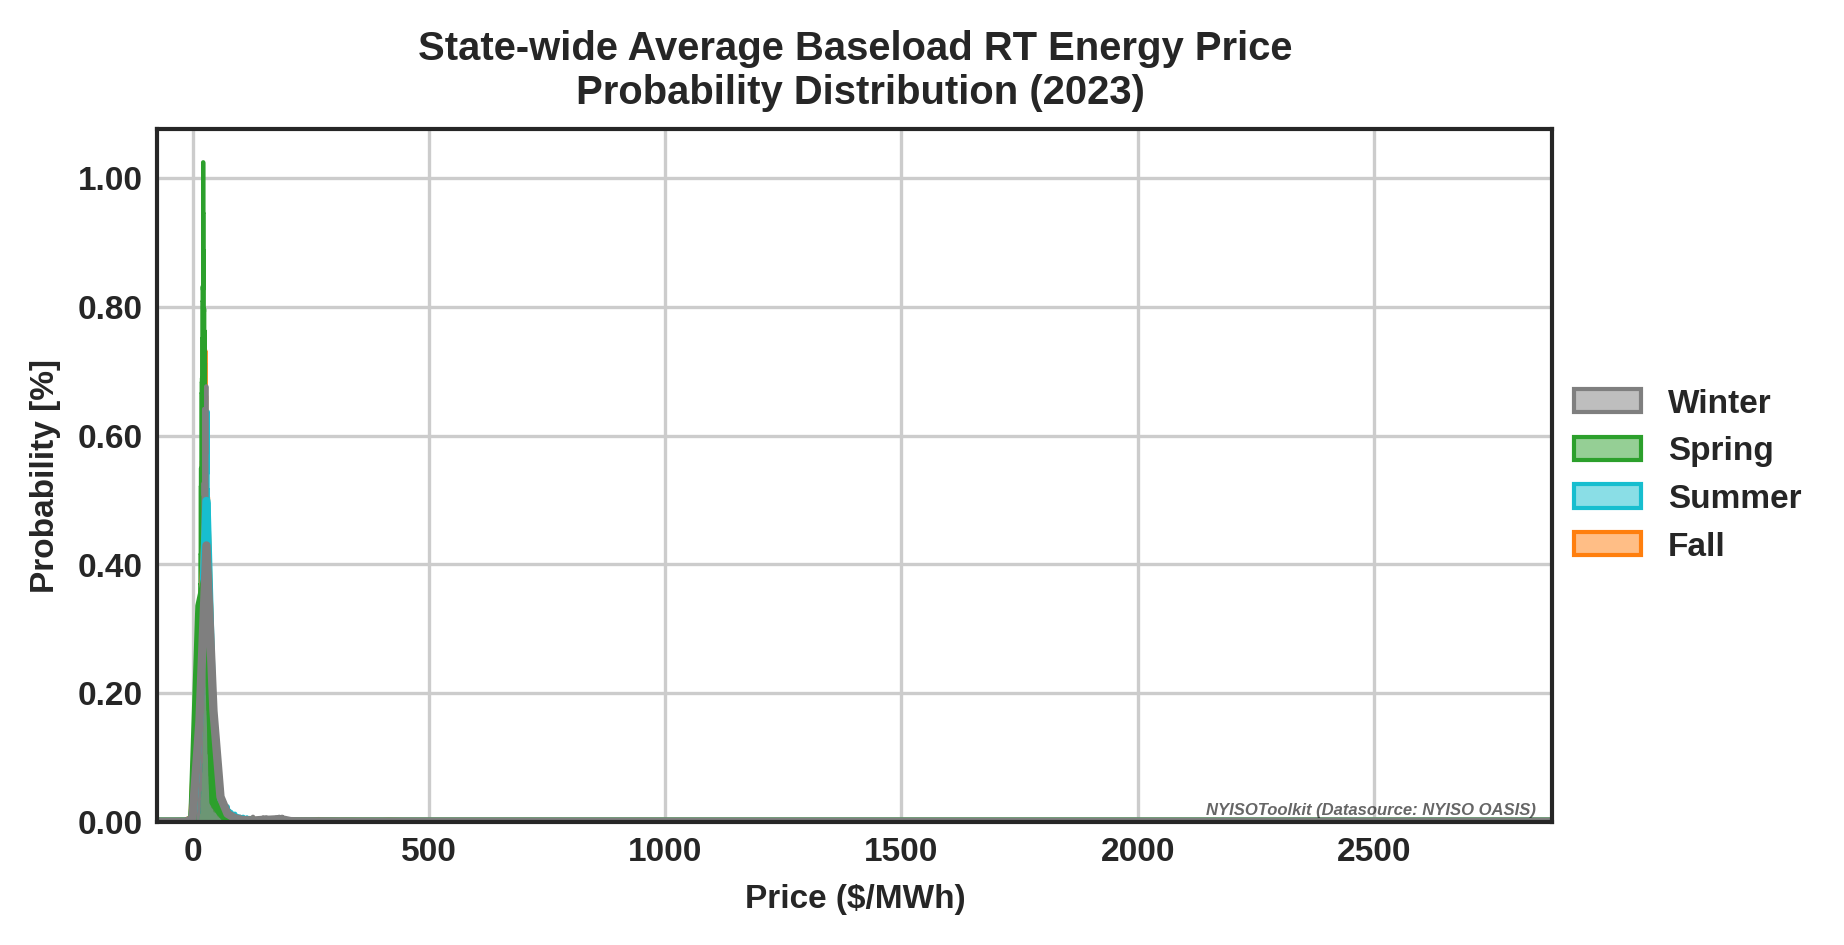 State-wide Average Baseload RT Energy Price
Probability Distribution (2023)
Probability [%]
1.00
0.80
0.60
0.40
0.20
0.00
0
500
1000
1500
2000
2500
Price ($/MWh)
NYISOToolkit (Datasource: NYISO OASIS)
Winter
Spring
Summer
Fall